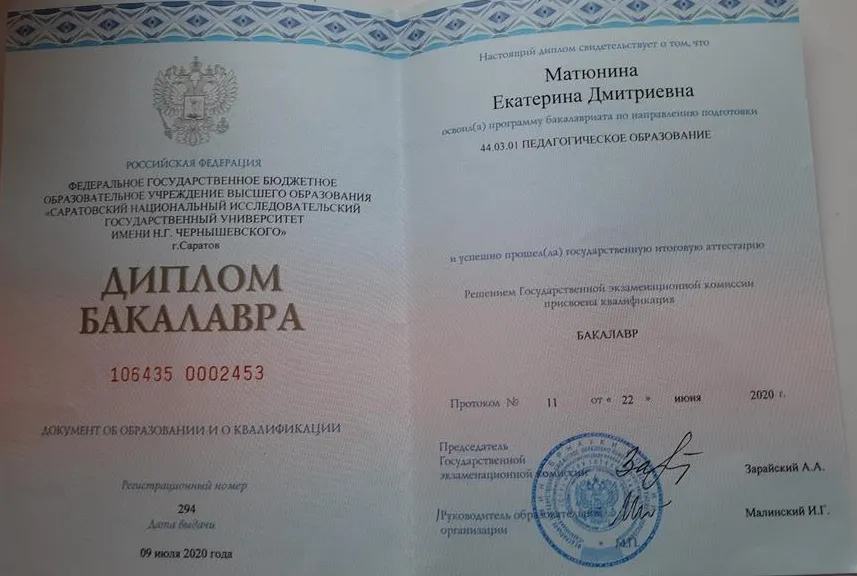 РОССИЙСКАЯ ФЕДЕРАЦИЯ
ФЕДЕРАЛЬНОЕ ГОСУДАРСТВЕННОЕ БЮДЖЕТНОЕ
ОБРАЗОВАТЕЛЬНОЕ УЧРЕЖДЕНИЕ ВЫСШЕГО ОБРАЗОВАНИЯ
«САРАТОВСКИЙ НАЦИОНАЛЬНЫЙ ИССЛЕДОВАТЕЛЬСКИЙ
ГОСУДАРСТВЕННЫЙ УНИВЕРСИТЕТ
ИМЕНИ Н.Г. ЧЕРНЫШЕВСКОГО»
г.Саратов
ДИПЛОМ
БАКАЛАВРА
106435 0002453
ДОКУМЕНТ ОБ ОБРАЗОВАНИИ И О КВАЛИФИКАЦИИ
Регистрационный номер
294
Дата выдачи
09 июля 2020 года
Настоящий диплом свидетельствует о том, что
Матюнина
Екатерина Дмитриевна
освоил(а) программу бакалавриата по направлению подготовки
44.03.01 ПЕДАГОГИЧЕСКОЕ ОБРАЗОВАНИЕ
и успешно прошел(ла) государственную итоговую аттестацию
Решением Государственной экзаменационной комиссии
присвоена квалификация
БАКАЛАВР
Протокол № 11 от « 22 » июня 2020 г.
Председатель
Государственной
экзаменационной комиссии Зарайский А.А.
Руководитель образовательной
организации Малинский И.Г.
М.П.